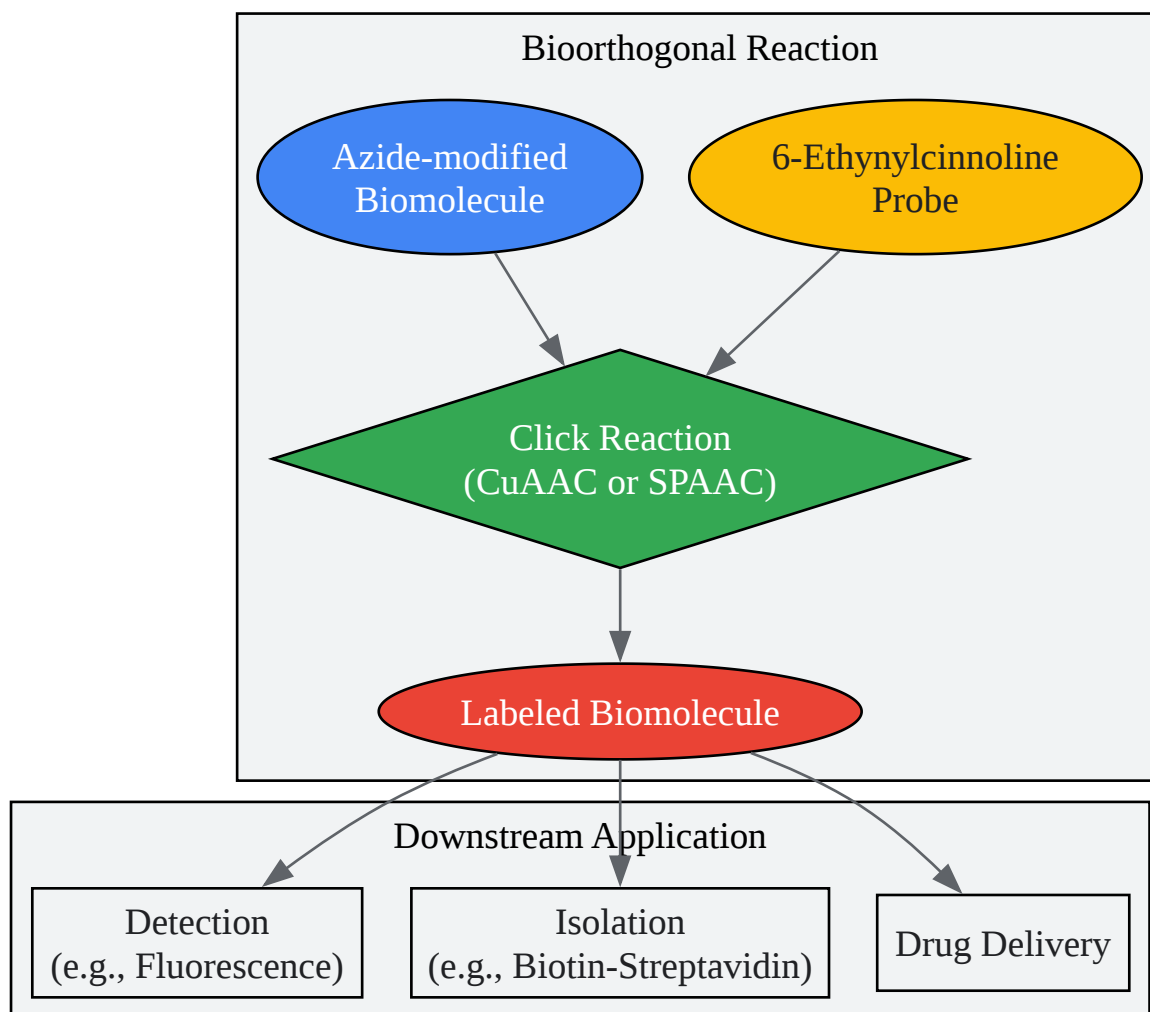 Bioorthogonal Reaction
Azide-modified
Biomolecule
6-Ethynylcinnoline
Probe
Click Reaction
(CuAAC or SPAAC)
Labeled Biomolecule
Downstream Application
Detection
(e.g., Fluorescence)
Isolation
(e.g., Biotin-Streptavidin)
Drug Delivery